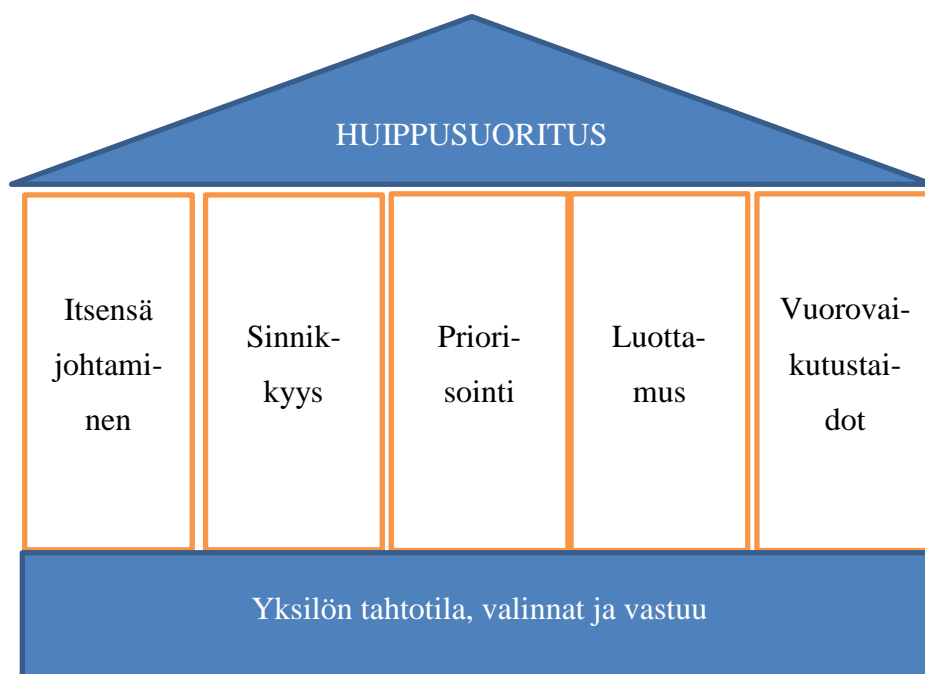 HUIPPUSUORITUS
Itsensä
johtami-
nen
Sinnik-
kyys
Priori-
sointi
Luotta-
mus
Vuorovai-
kutustai-
dot
Yksilön tahtotila, valinnat ja vastuu